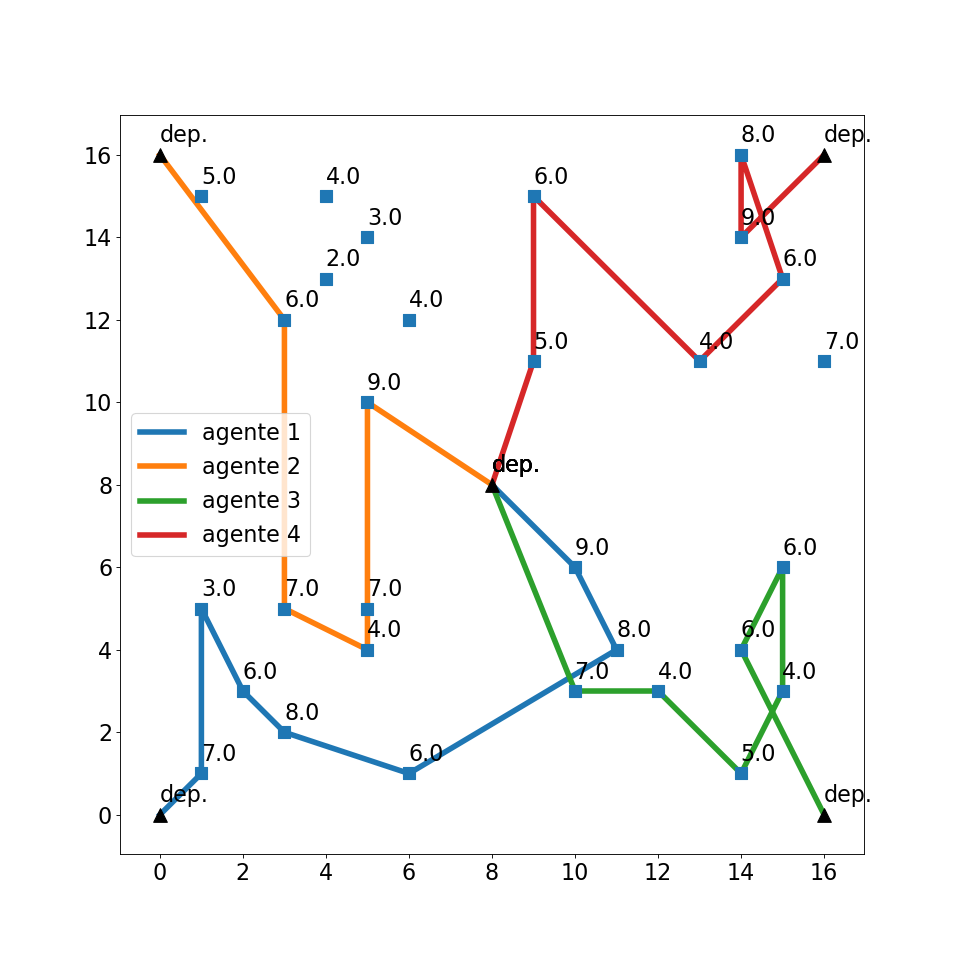 dep. 8.0 dep.
16
5.0 4.0 6.0
3.0 9.0
14
2.0 6.0
6.0 4.0
12
5.0 4.0 7.0
9.0
10
agente 1
agente 2
agente 3
agente 4
dep.
8
9.0 6.0
6
3.0 7.0 7.0
4.0 8.0 6.0
4
6.0 7.0 4.0 4.0
8.0
2
7.0 6.0 5.0
dep. dep.
0
0 2 4 6 8 10 12 14 16